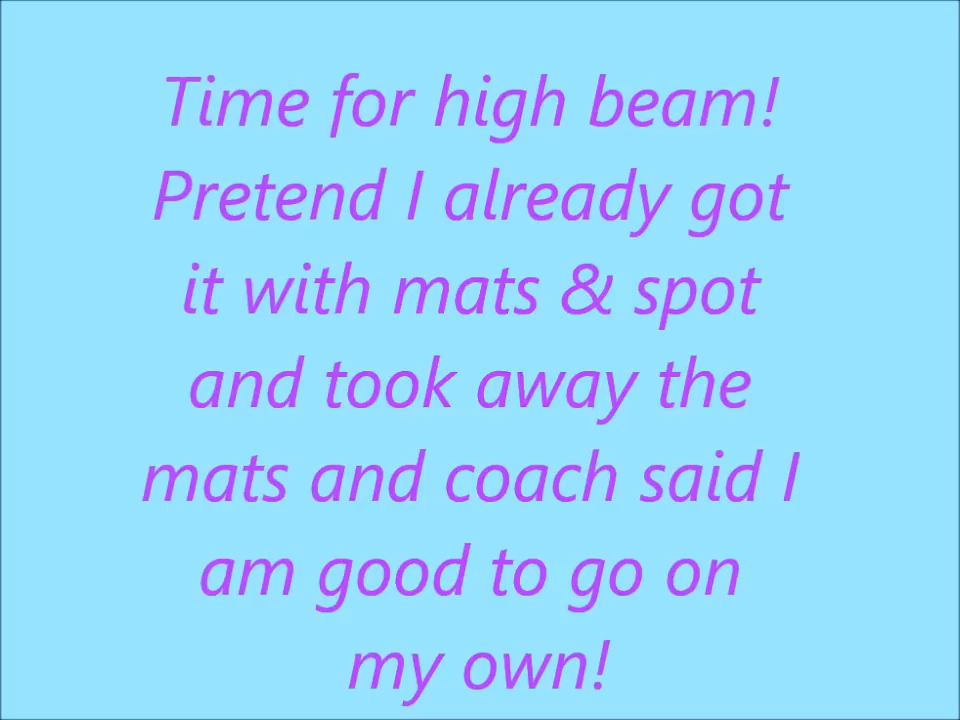 Time for high beam!
Pretend I already got
it with mats & spot
and took away the
mats and coach said I
am good to go on
my own!